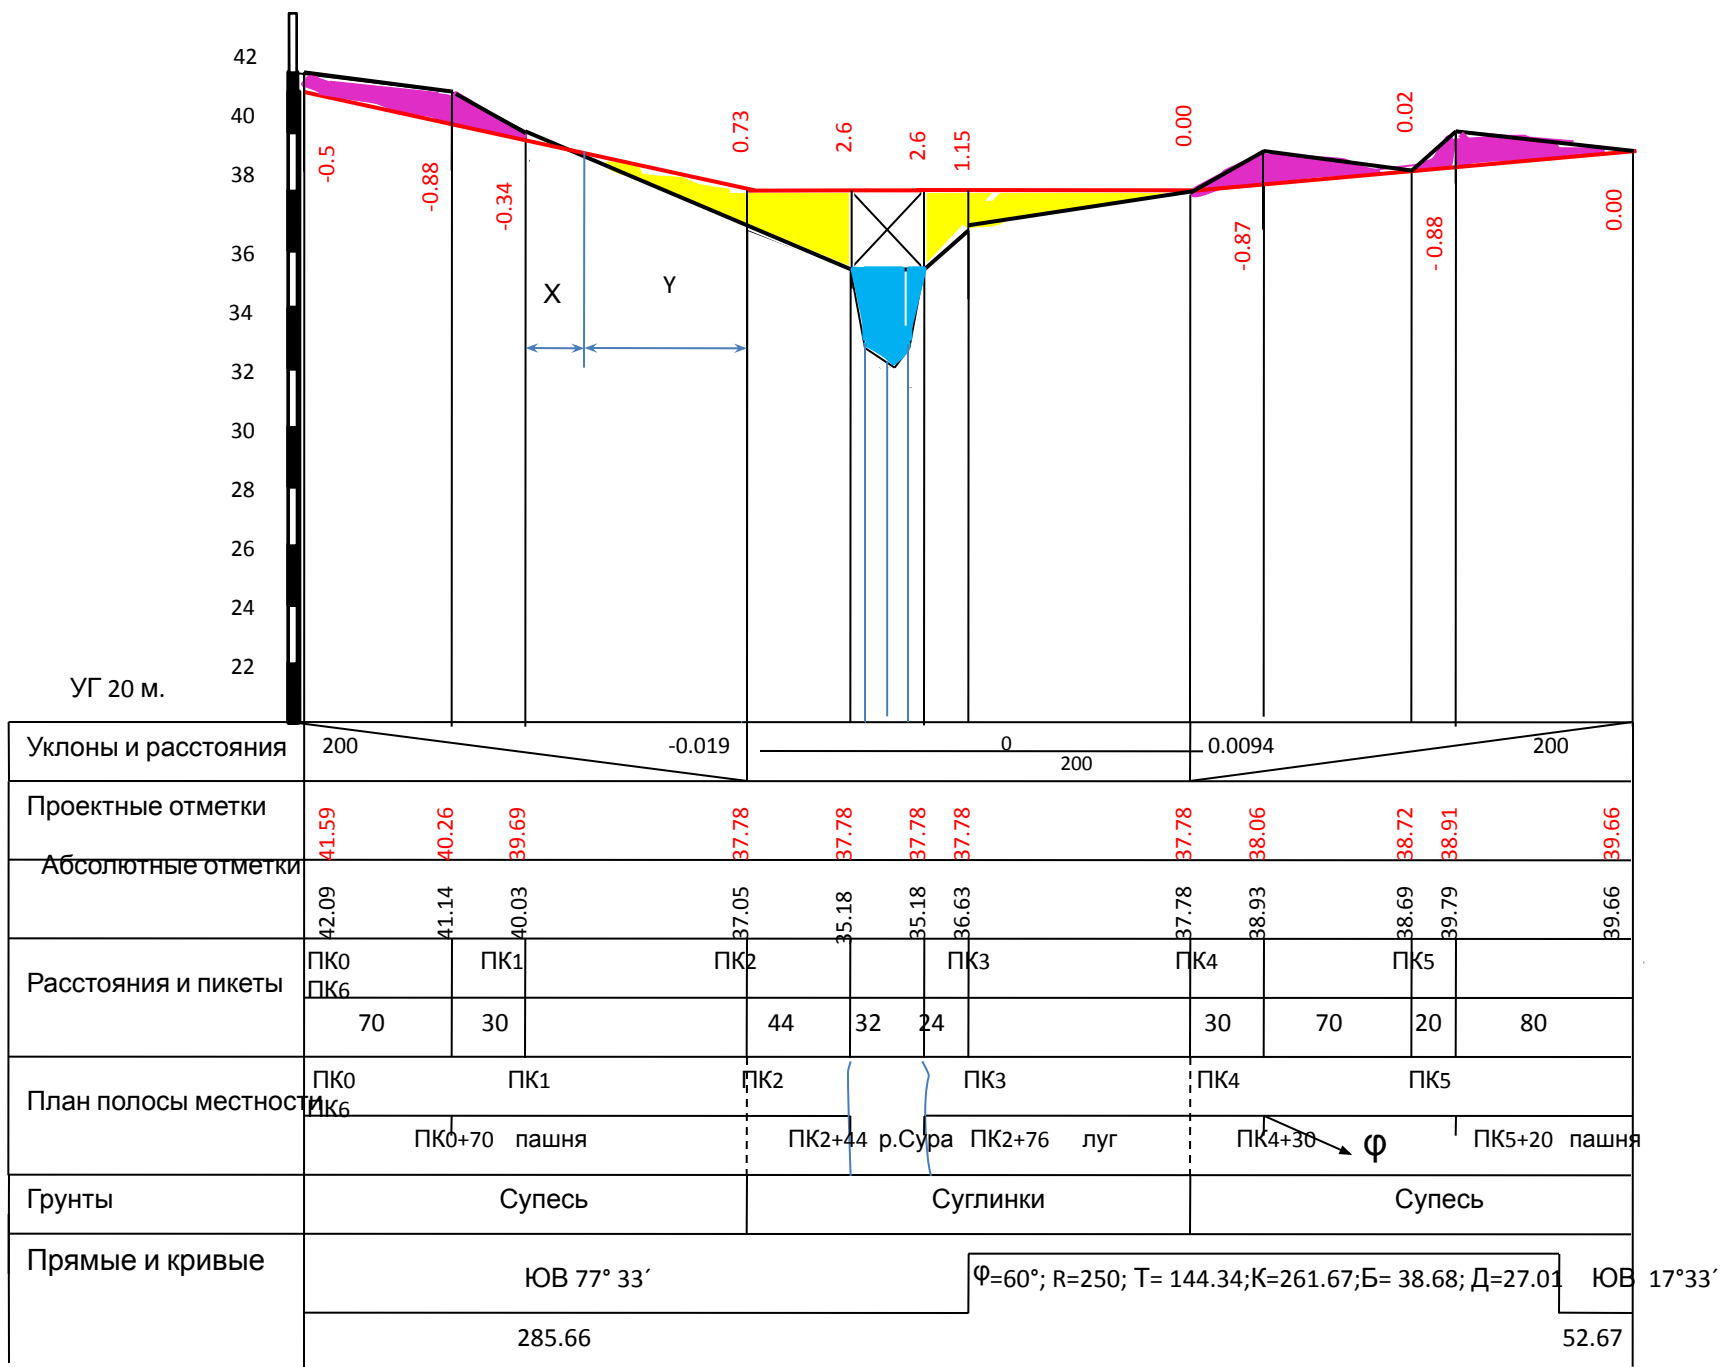 42
40
38
36
34
32
30
28
26
24
22
УГ 20 м.
-0.5
-0.88
-0.34
0.73
2.6
2.6
1.15
0.00
-0.87
0.02
- 0.88
0.00
X
Y
Уклоны и расстояния
200 -0.019 0 200 0.0094 200
Проектные отметки
41.59 40.26 39.69 37.78 37.78 37.78 37.78 37.78 38.06 38.72 38.91 39.66
Абсолютные отметки
42.09 41.14 40.03 37.05 35.18 35.18 36.63 37.78 38.93 38.69 39.79 39.66
Расстояния и пикеты
ПК0 ПК1 ПК2 ПК3 ПК4 ПК5
ПК6
70 30 44 32 24 30 70 20 80
План полосы местности
ПК0 ПК1 ПК2 ПК3 ПК4 ПК5
ПК6
ПК0+70 пашня ПК2+44 р.Сура ПК2+76 луг ПК4+30 φ ПК5+20 пашня
Грунты Супесь Суглинки Супесь
Прямые и кривые
ЮВ 77° 33´ φ=60°; R=250; Т= 144.34;К=261.67;Б= 38.68; Д=27.01 ЮВ 17°33´
285.66 52.67